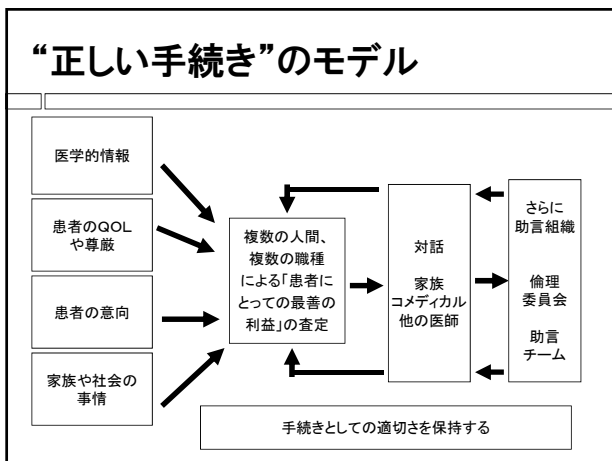 “正しい手続き”のモデル
医学的情報
患者のQOL
や尊厳
患者の意向
家族や社会の
事情
複数の人間、
複数の職種
による「患者に
とっての最善の
利益」の査定
対話
家族
コメディカル
他の医師
さらに
助言組織
倫理
委員会
助言
チーム
手続きとしての適切さを保持する